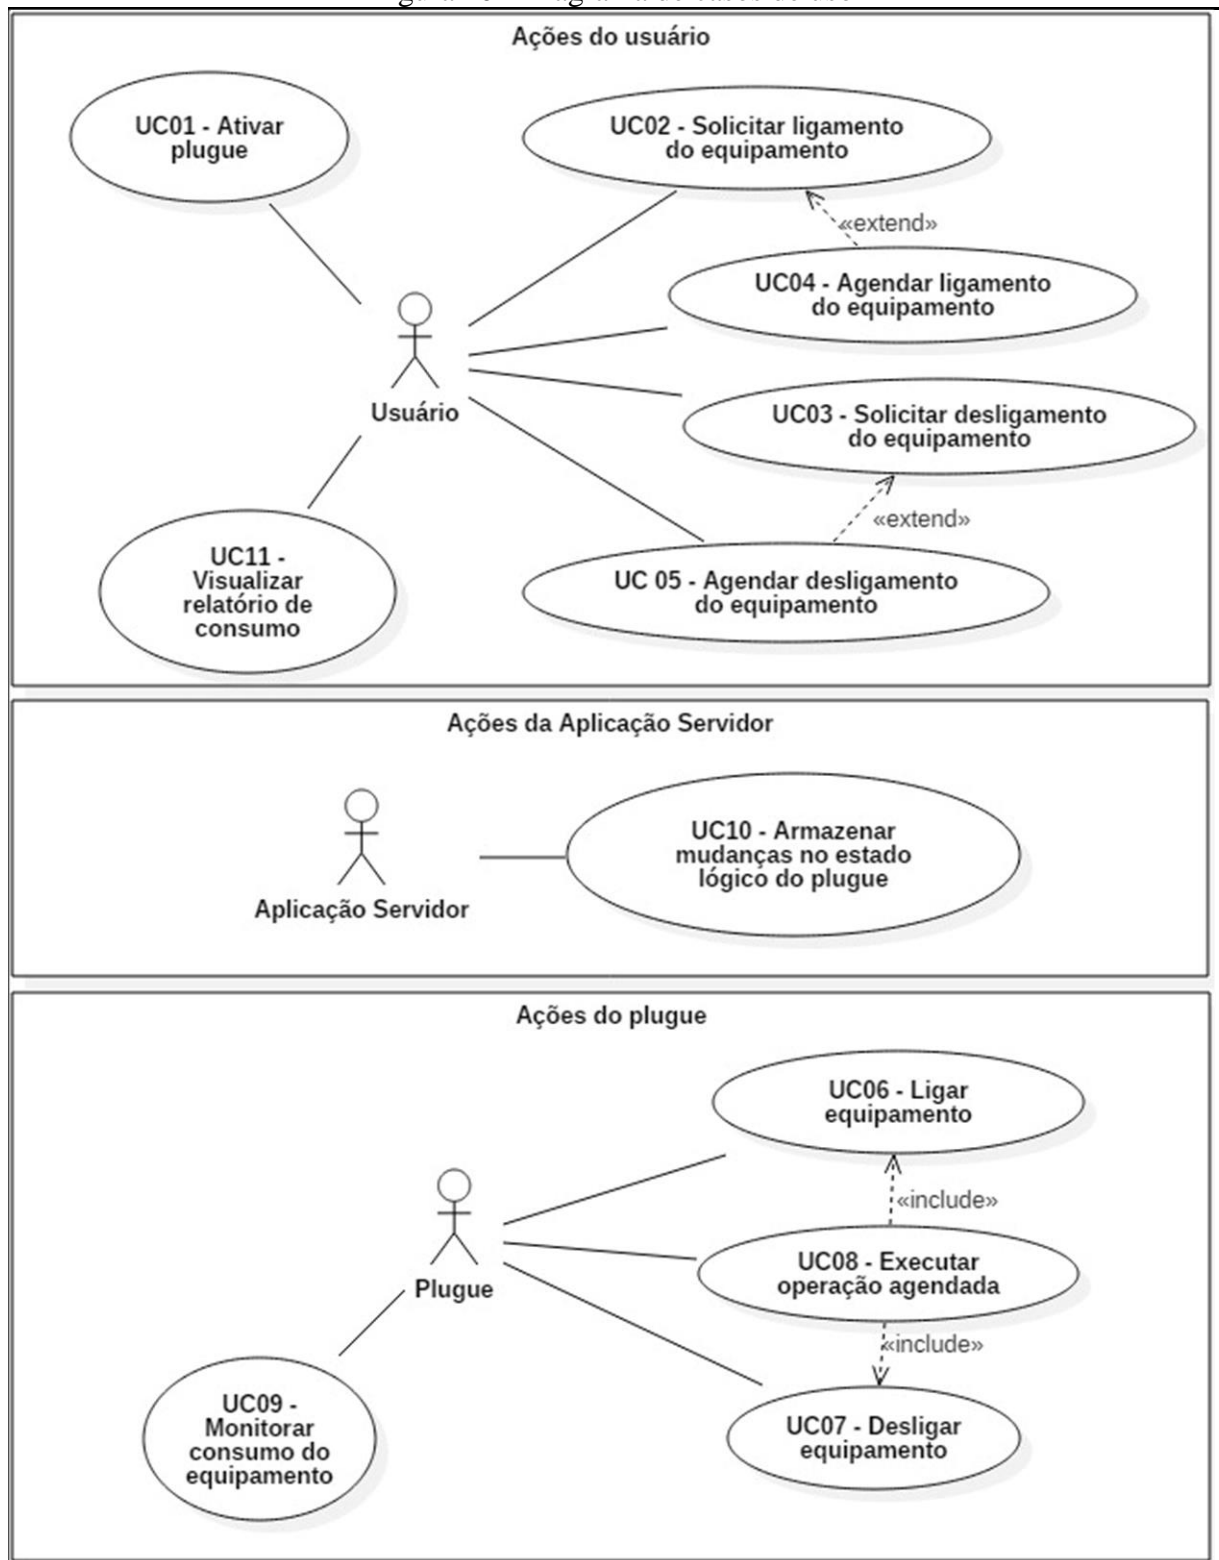 Ações do usuário
UC01 - Ativar
plugue
UC02 - Solicitar ligamento
do equipamento
«extend»
UC04 - Agendar ligamento
do equipamento
Usuário
UC03 - Solicitar desligamento
do equipamento
«extend»
UC11 -
Visualizar
relatório de
consumo
UC 05 - Agendar desligamento
do equipamento
Ações da Aplicação Servidor
UC10 - Armazenar
mudanças no estado
lógico do plugue
Aplicação Servidor
Ações do plugue
UC06 - Ligar
equipamento
«include»
UC08 - Executar
operação agendada
Plugue
«include»
UC09 -
Monitorar
consumo do
equipamento
UC07 - Desligar
equipamento